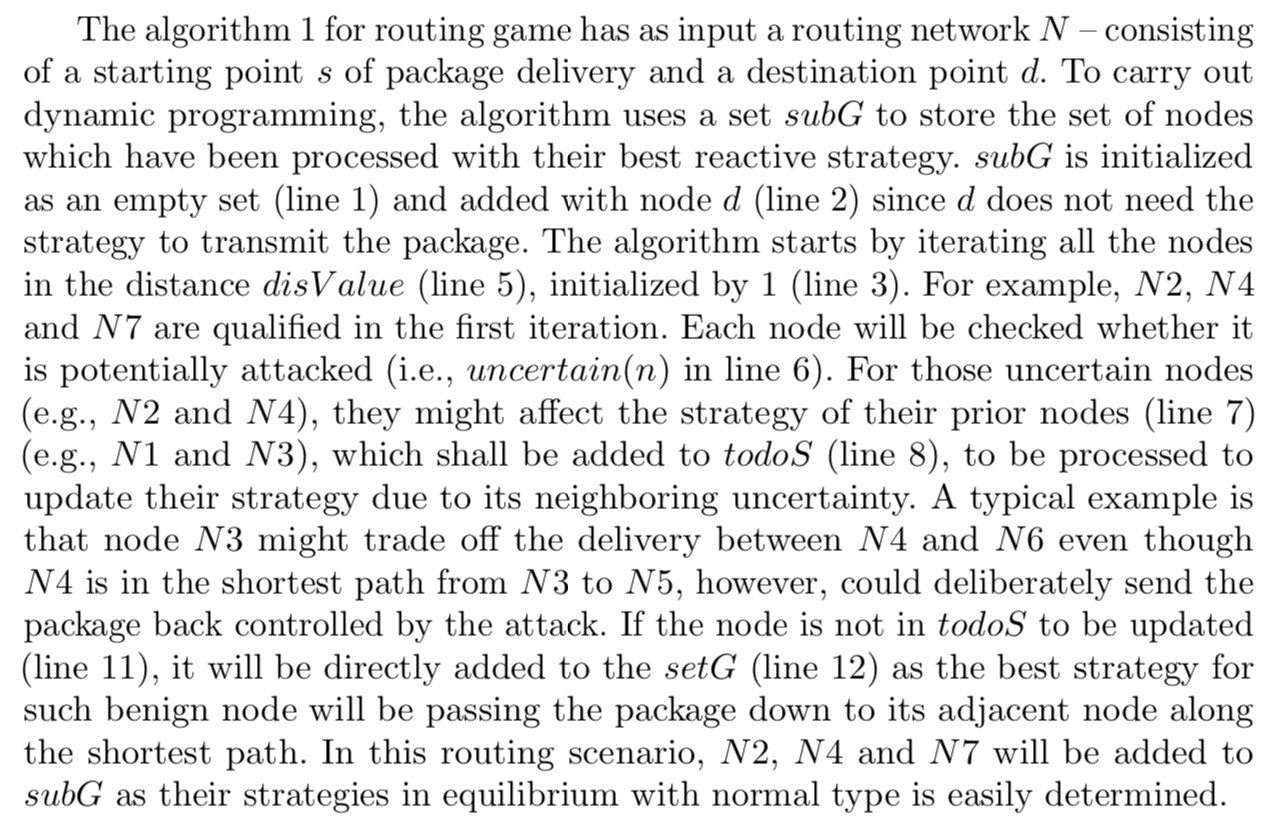 The algorithm 1 for routing game has as input a routing network N – consisting
of a starting point s of package delivery and a destination point d. To carry out
dynamic programming, the algorithm uses a set subG to store the set of nodes
which have been processed with their best reactive strategy. subG is initialized
as an empty set (line 1) and added with node d (line 2) since d does not need the
strategy to transmit the package. The algorithm starts by iterating all the nodes
in the distance disValue (line 5), initialized by 1 (line 3). For example, N2, N4
and N7 are qualified in the first iteration. Each node will be checked whether it
is potentially attacked (i.e., uncertain(n) in line 6). For those uncertain nodes
(e.g., N2 and N4), they might affect the strategy of their prior nodes (line 7)
(e.g., N1 and N3), which shall be added to todoS (line 8), to be processed to
update their strategy due to its neighboring uncertainty. A typical example is
that node N3 might trade off the delivery between N4 and N6 even though
N4 is in the shortest path from N3 to N5, however, could deliberately send the
package back controlled by the attack. If the node is not in todoS to be updated
(line 11), it will be directly added to the setG (line 12) as the best strategy for
such benign node will be passing the package down to its adjacent node along
the shortest path. In this routing scenario, N2, N4 and N7 will be added to
subG as their strategies in equilibrium with normal type is easily determined.